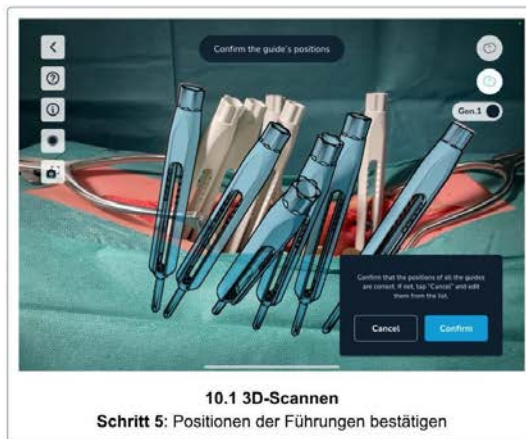 Confirm the guide's positions
Gen.1
Confirm that the positions of all the guides
are correct. If not, tap "Cancel" and edit
them from the list.
Cancel
Confirm
10.1 3D-Scannen
Schritt 5: Positionen der Führungen bestätigen